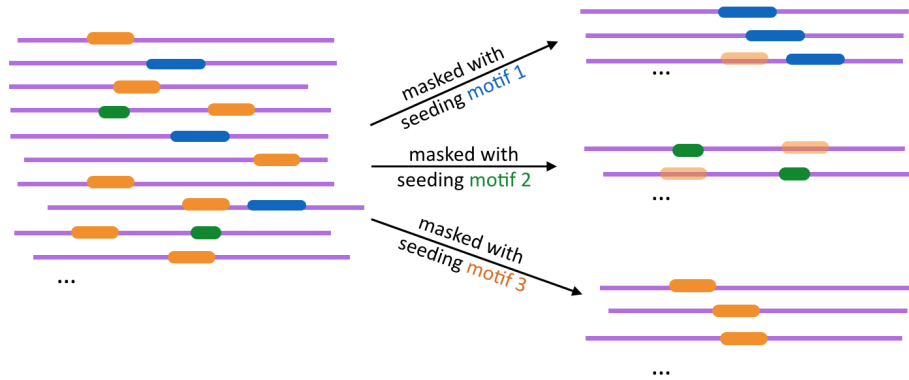 masked with
seeding motif 1
...
masked with
seeding motif 2
...
masked with
seeding motif 3
...
...